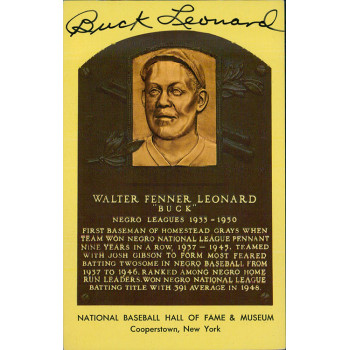 Buck Leonard
WALTER FENNER LEONARD
"BUCK"
NEGRO LEAGUES 1933 - 1950
FIRST BASEMAN OF HOMESTEAD GRAYS WHEN
TEAM WON NEGRO NATIONAL LEAGUE PENNANT
NINE YEARS IN A ROW, 1937 - 1945. TEAMED
WITH JOSH GIBSON TO FORM MOST FEARED
BATTING TWOSOME IN NEGRO BASEBALL FROM
1937 TO 1946. RANKED AMONG NEGRO HOME
RUN LEADERS. WON NEGRO NATIONAL LEAGUE
BATTING TITLE WITH 391 AVERAGE IN 1948.
NATIONAL BASEBALL HALL OF FAME & MUSEUM
Cooperstown, New York